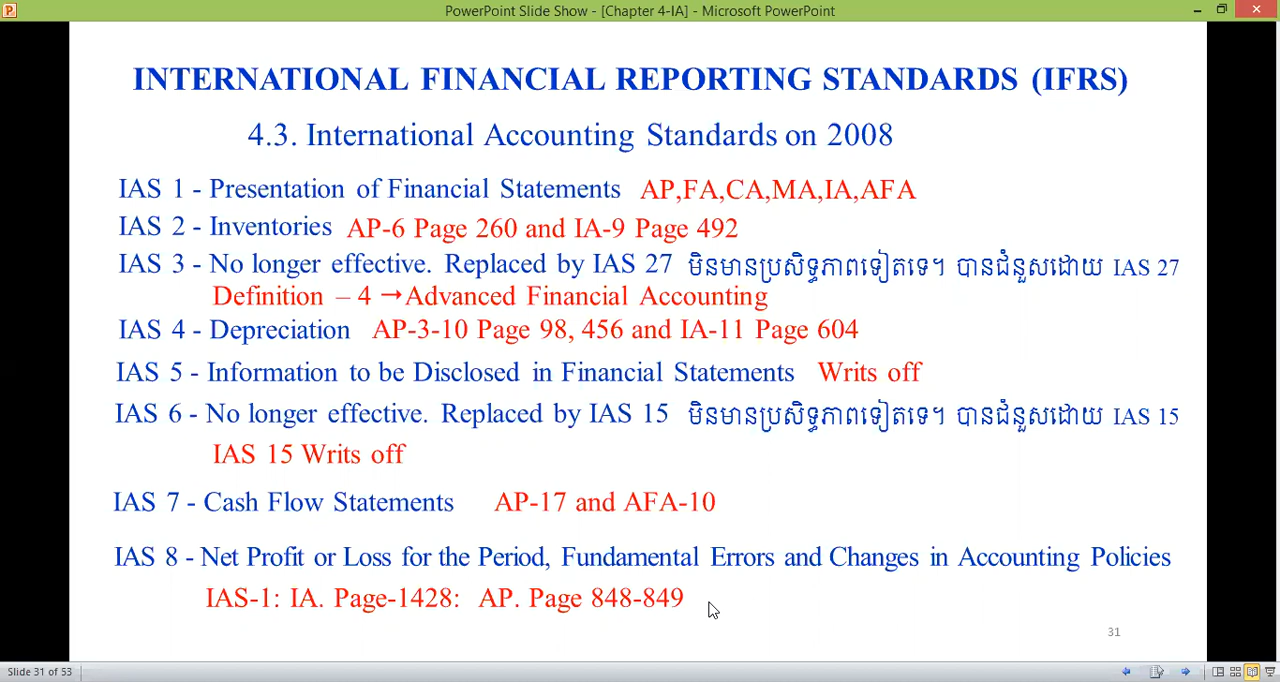 PowerPoint Slide Show - [Chapter 4-IA] - Microsoft PowerPoint
INTERNATIONAL FINANCIAL REPORTING STANDARDS (IFRS)
4.3. International Accounting Standards on 2008
IAS 1 - Presentation of Financial Statements AP,FA,CA,MA,IA,AFA
IAS 2 - Inventories AP-6 Page 260 and IA-9 Page 492
IAS 3 - No longer effective. Replaced by IAS 27 មិនមានប្រសិទ្ធភាពទៀតទេ។ បានជំនួសដោយ IAS 27
Definition – 4 →Advanced Financial Accounting
IAS 4 - Depreciation AP-3-10 Page 98, 456 and IA-11 Page 604
IAS 5 - Information to be Disclosed in Financial Statements Writs off
IAS 6 - No longer effective. Replaced by IAS 15 មិនមានប្រសិទ្ធភាពទៀតទេ។ បានជំនួសដោយ IAS 15
IAS 15 Writs off
IAS 7 - Cash Flow Statements AP-17 and AFA-10
IAS 8 - Net Profit or Loss for the Period, Fundamental Errors and Changes in Accounting Policies
IAS-1: IA. Page-1428: AP. Page 848-849
31
Slide 31 of 53